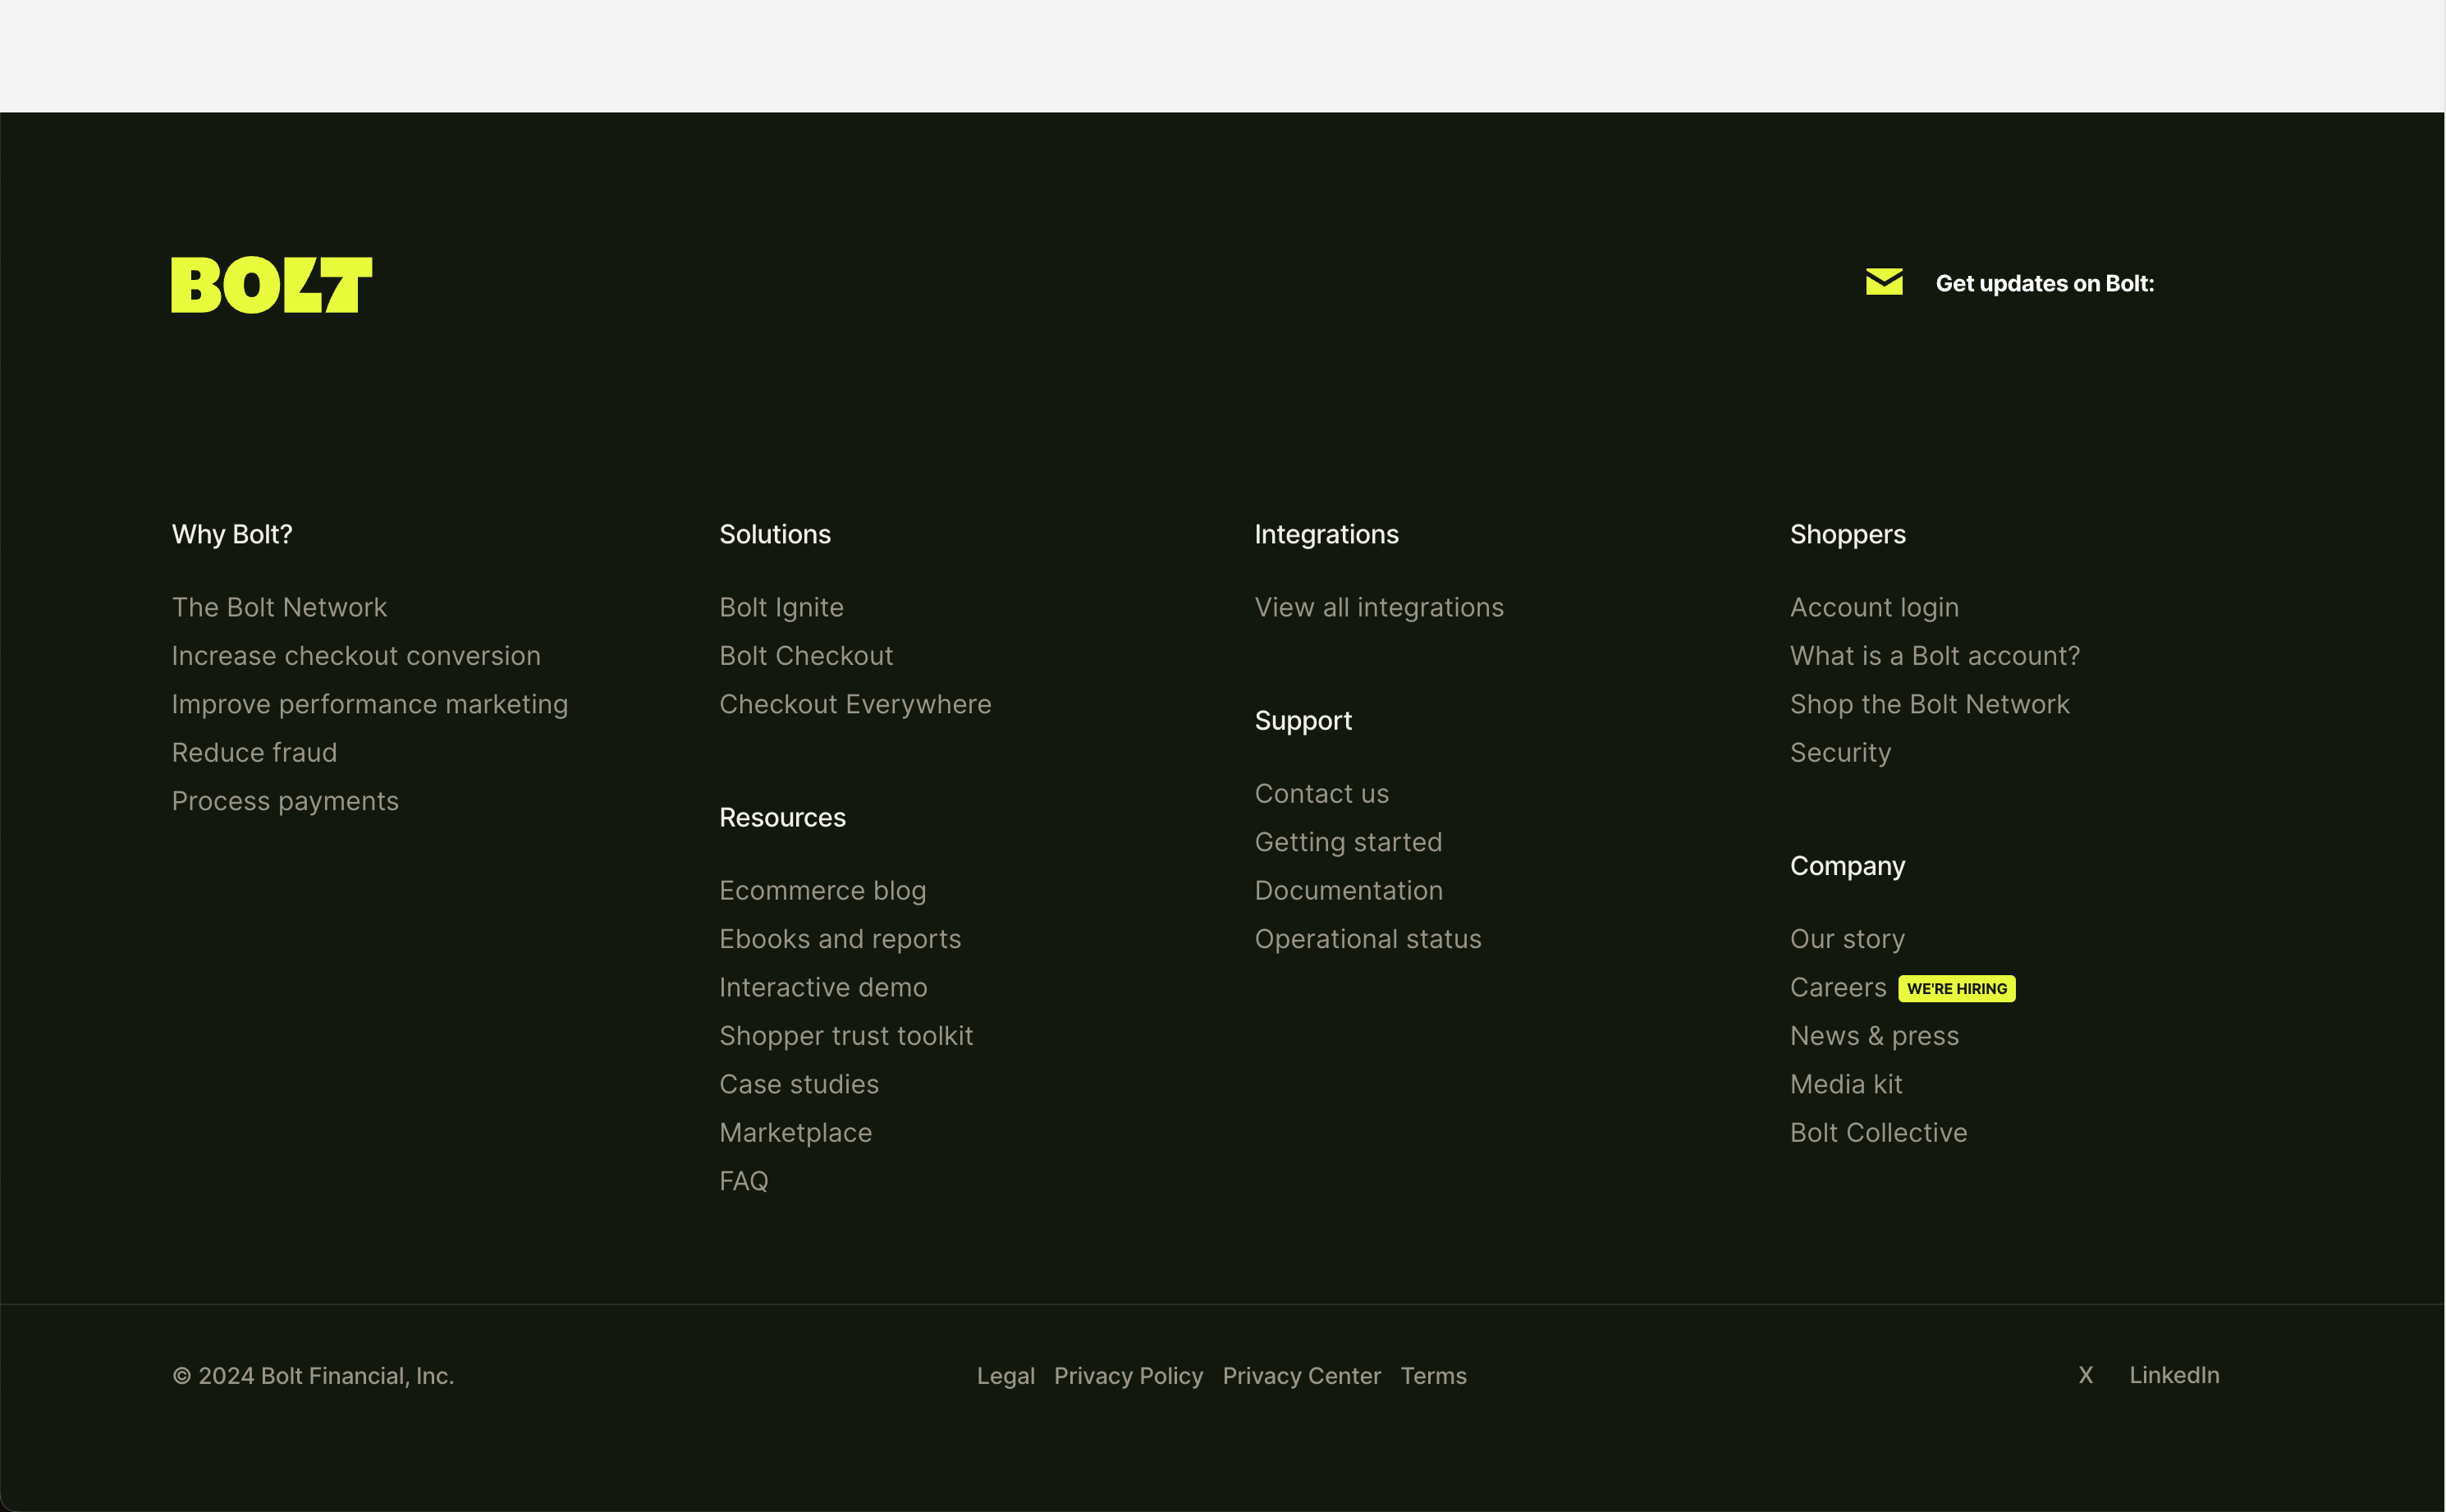 BOLT
Get updates on Bolt:
Why Bolt?
The Bolt Network
Increase checkout conversion
Improve performance marketing
Reduce fraud
Process payments
Solutions
Bolt Ignite
Bolt Checkout
Checkout Everywhere
Resources
Ecommerce blog
Ebooks and reports
Interactive demo
Shopper trust toolkit
Case studies
Marketplace
FAQ
Integrations
View all integrations
Support
Contact us
Getting started
Documentation
Operational status
Shoppers
Account login
What is a Bolt account?
Shop the Bolt Network
Security
Company
Our story
Careers WE'RE HIRING
News & press
Media kit
Bolt Collective
© 2024 Bolt Financial, Inc.
Legal Privacy Policy Privacy Center Terms
X LinkedIn